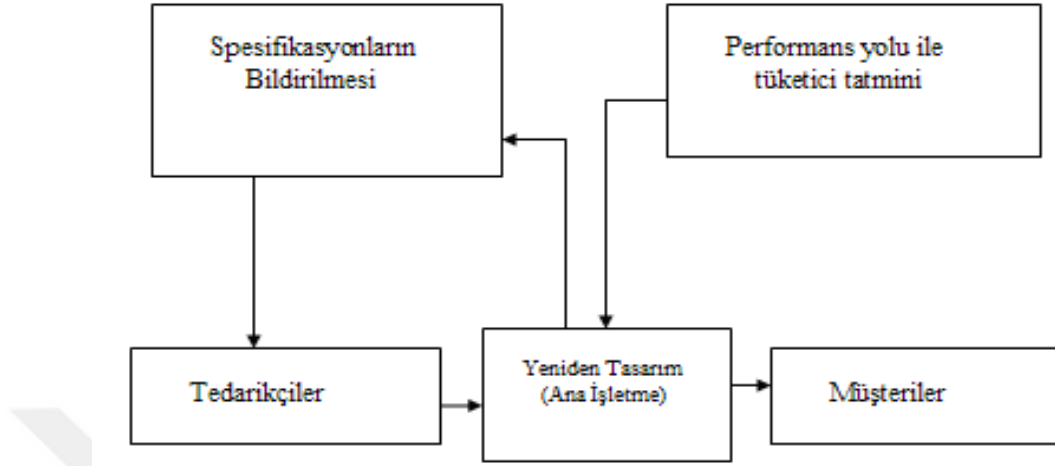 Spesifikasyonların
Bildirilmesi
Performans yolu ile
tüketici tatmini
Tedarikçiler
Yeniden Tasarım
(Ana İşletme)
Müşteriler